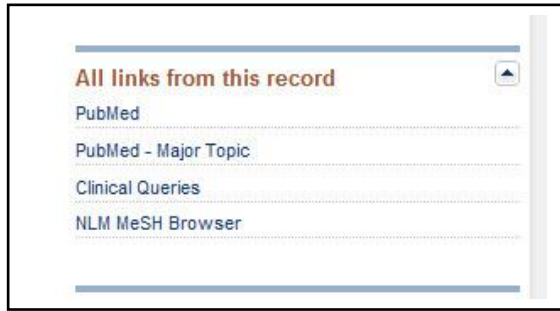 All links from this record
PubMed
PubMed - Major Topic
Clinical Queries
NLM MeSH Browser